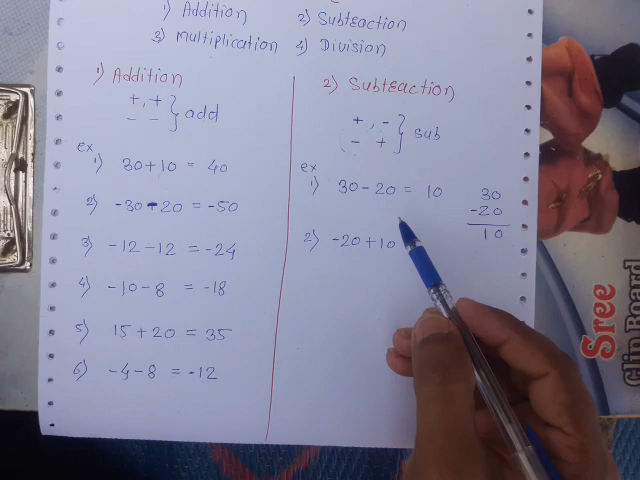 1) Addition 2) Subtraction
3) Multiplication 4) Division
1) Addition
+, + } add
- -
ex
1) 30+10 = 40
2) -30-20 = -50
3) -12-12 = -24
4) -10-8 = -18
5) 15+20 = 35
6) -4-8 = -12
2) Subtraction
+, - } sub
- +
ex
1) 30-20 = 10
30
-20
10
2) -20+10
Sree
Clip Board